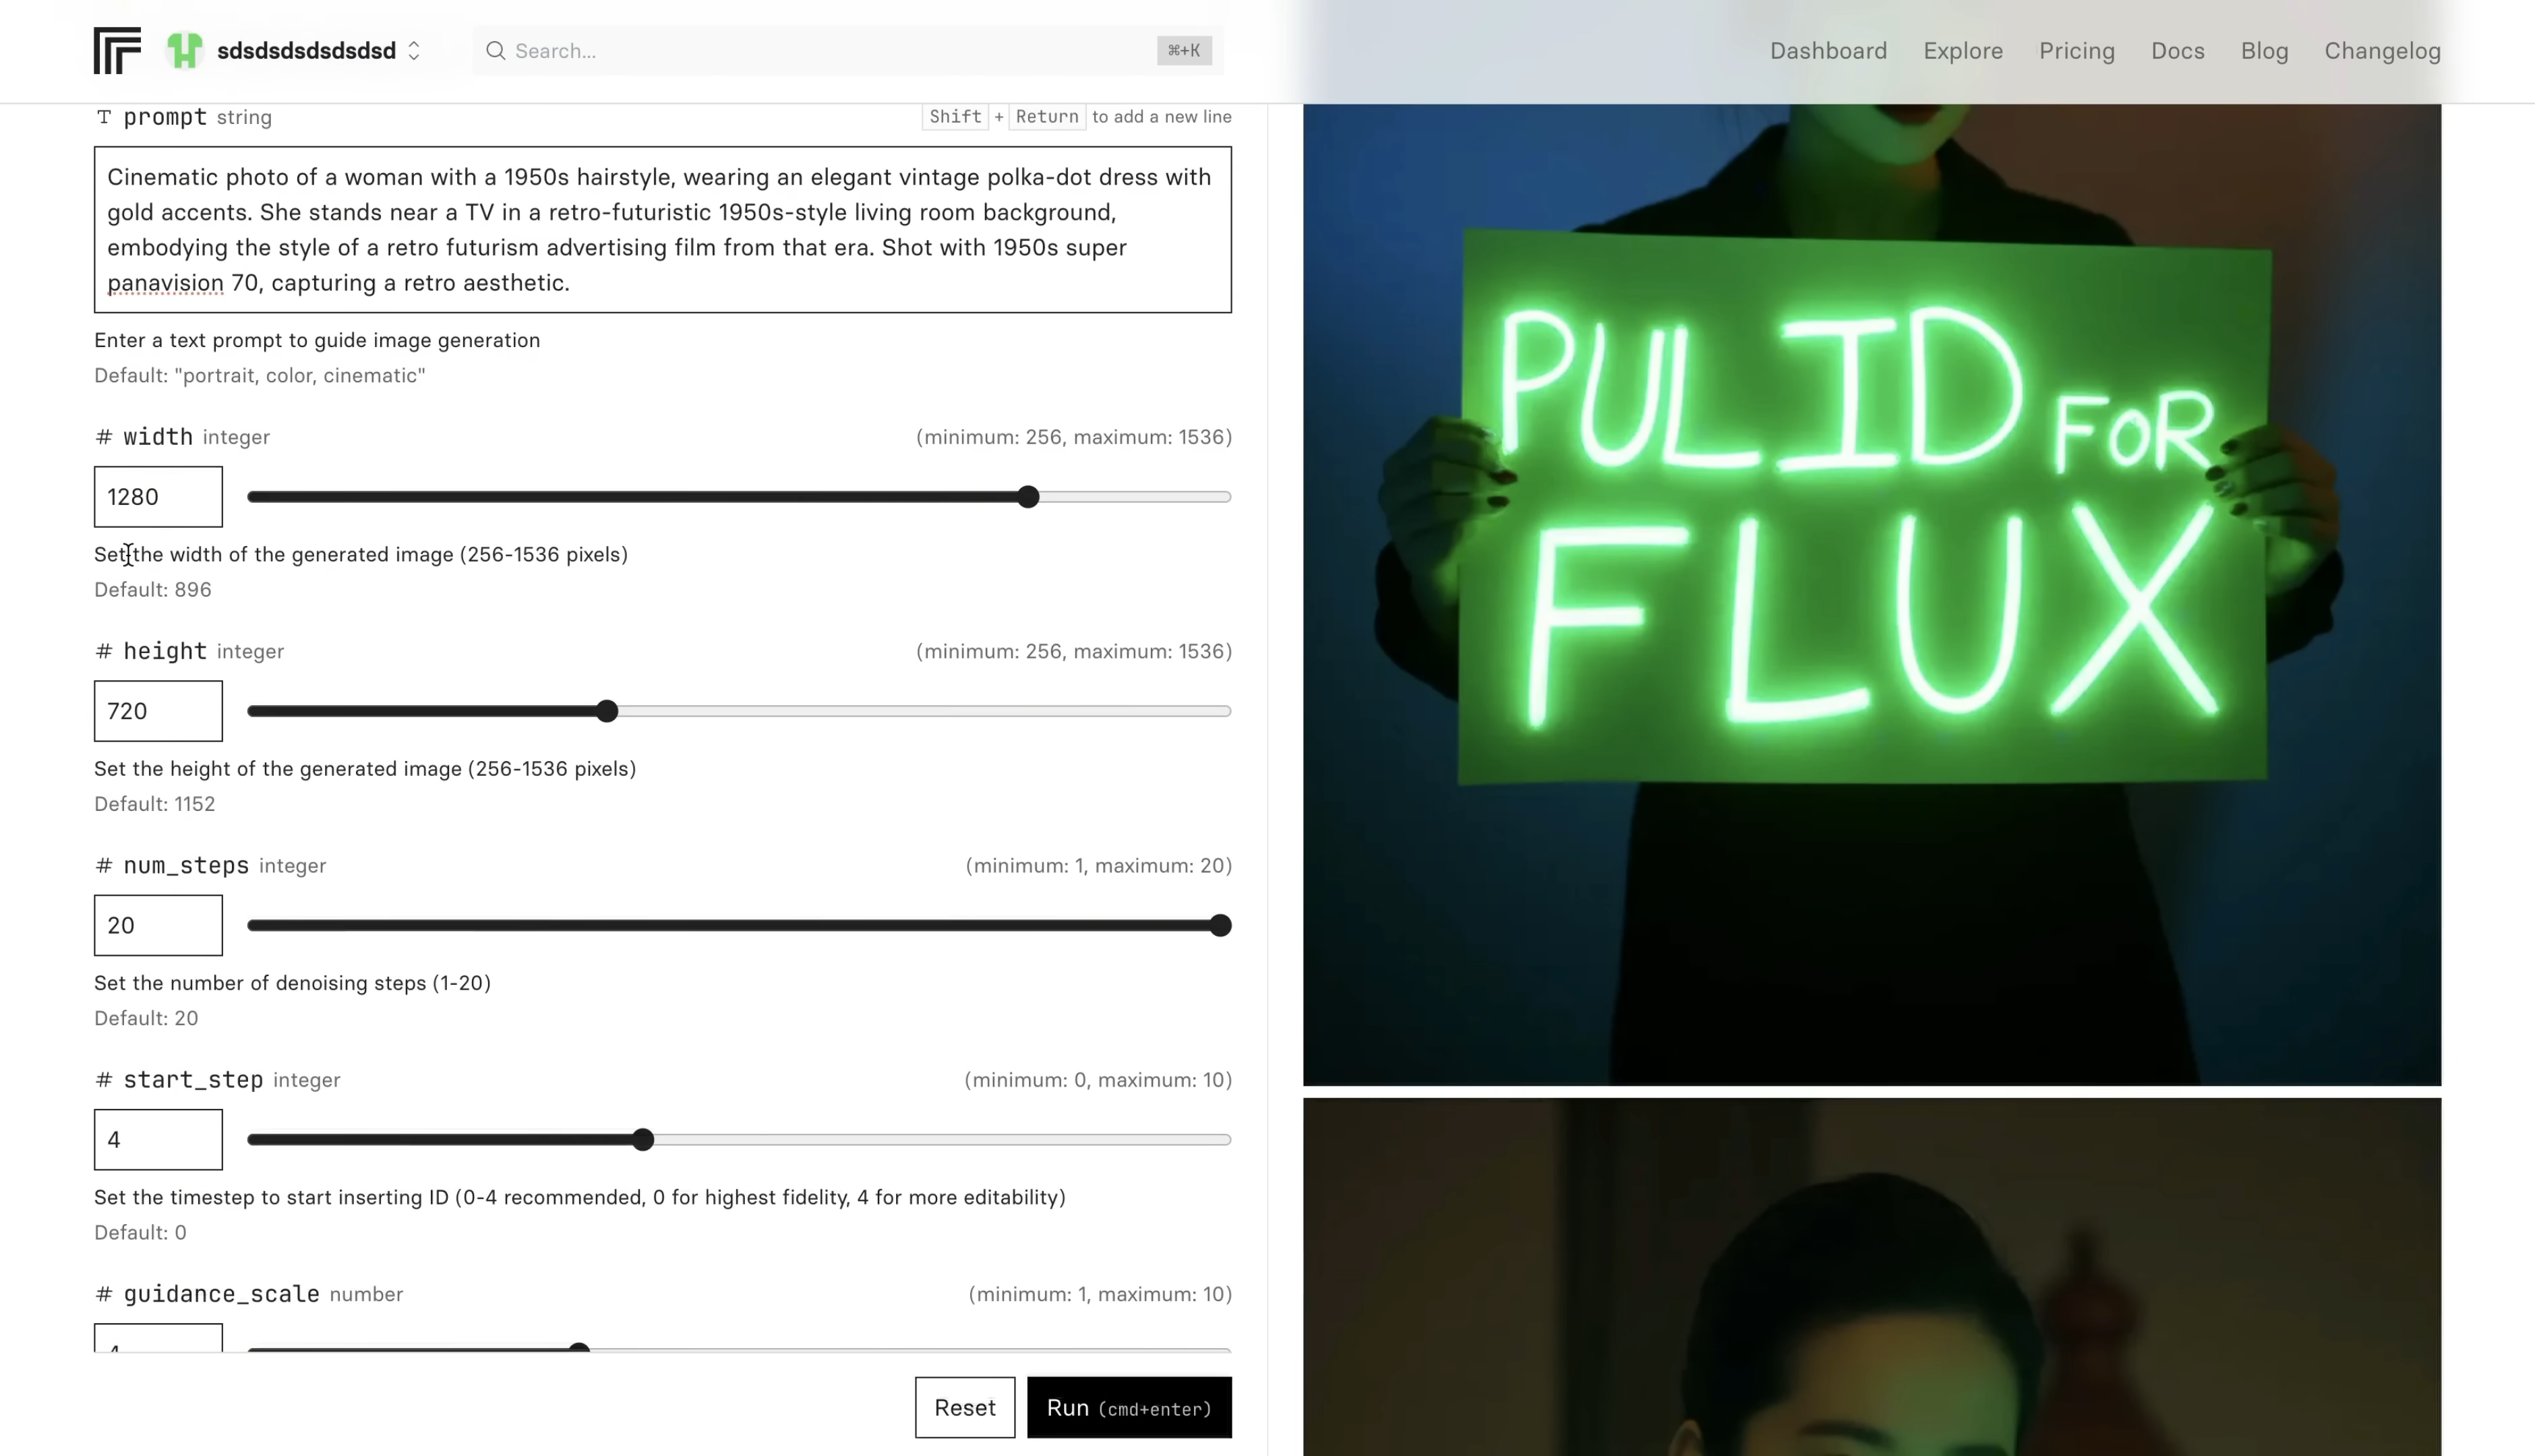 sdsdsdsdsdsdsd
Search...
⌘+K
Dashboard
Explore
Pricing
Docs
Blog
Changelog
T prompt string
Shift + Return to add a new line
Cinematic photo of a woman with a 1950s hairstyle, wearing an elegant vintage polka-dot dress with
gold accents. She stands near a TV in a retro-futuristic 1950s-style living room background,
embodying the style of a retro futurism advertising film from that era. Shot with 1950s super
panavision 70, capturing a retro aesthetic.
Enter a text prompt to guide image generation
Default: "portrait, color, cinematic"
# width integer
(minimum: 256, maximum: 1536)
1280
Set the width of the generated image (256-1536 pixels)
Default: 896
# height integer
(minimum: 256, maximum: 1536)
720
Set the height of the generated image (256-1536 pixels)
Default: 1152
# num_steps integer
(minimum: 1, maximum: 20)
20
Set the number of denoising steps (1-20)
Default: 20
# start_step integer
(minimum: 0, maximum: 10)
4
Set the timestep to start inserting ID (0-4 recommended, 0 for highest fidelity, 4 for more editability)
Default: 0
# guidance_scale number
(minimum: 1, maximum: 10)
Reset
Run (cmd+enter)
PULID FOR
FLUX